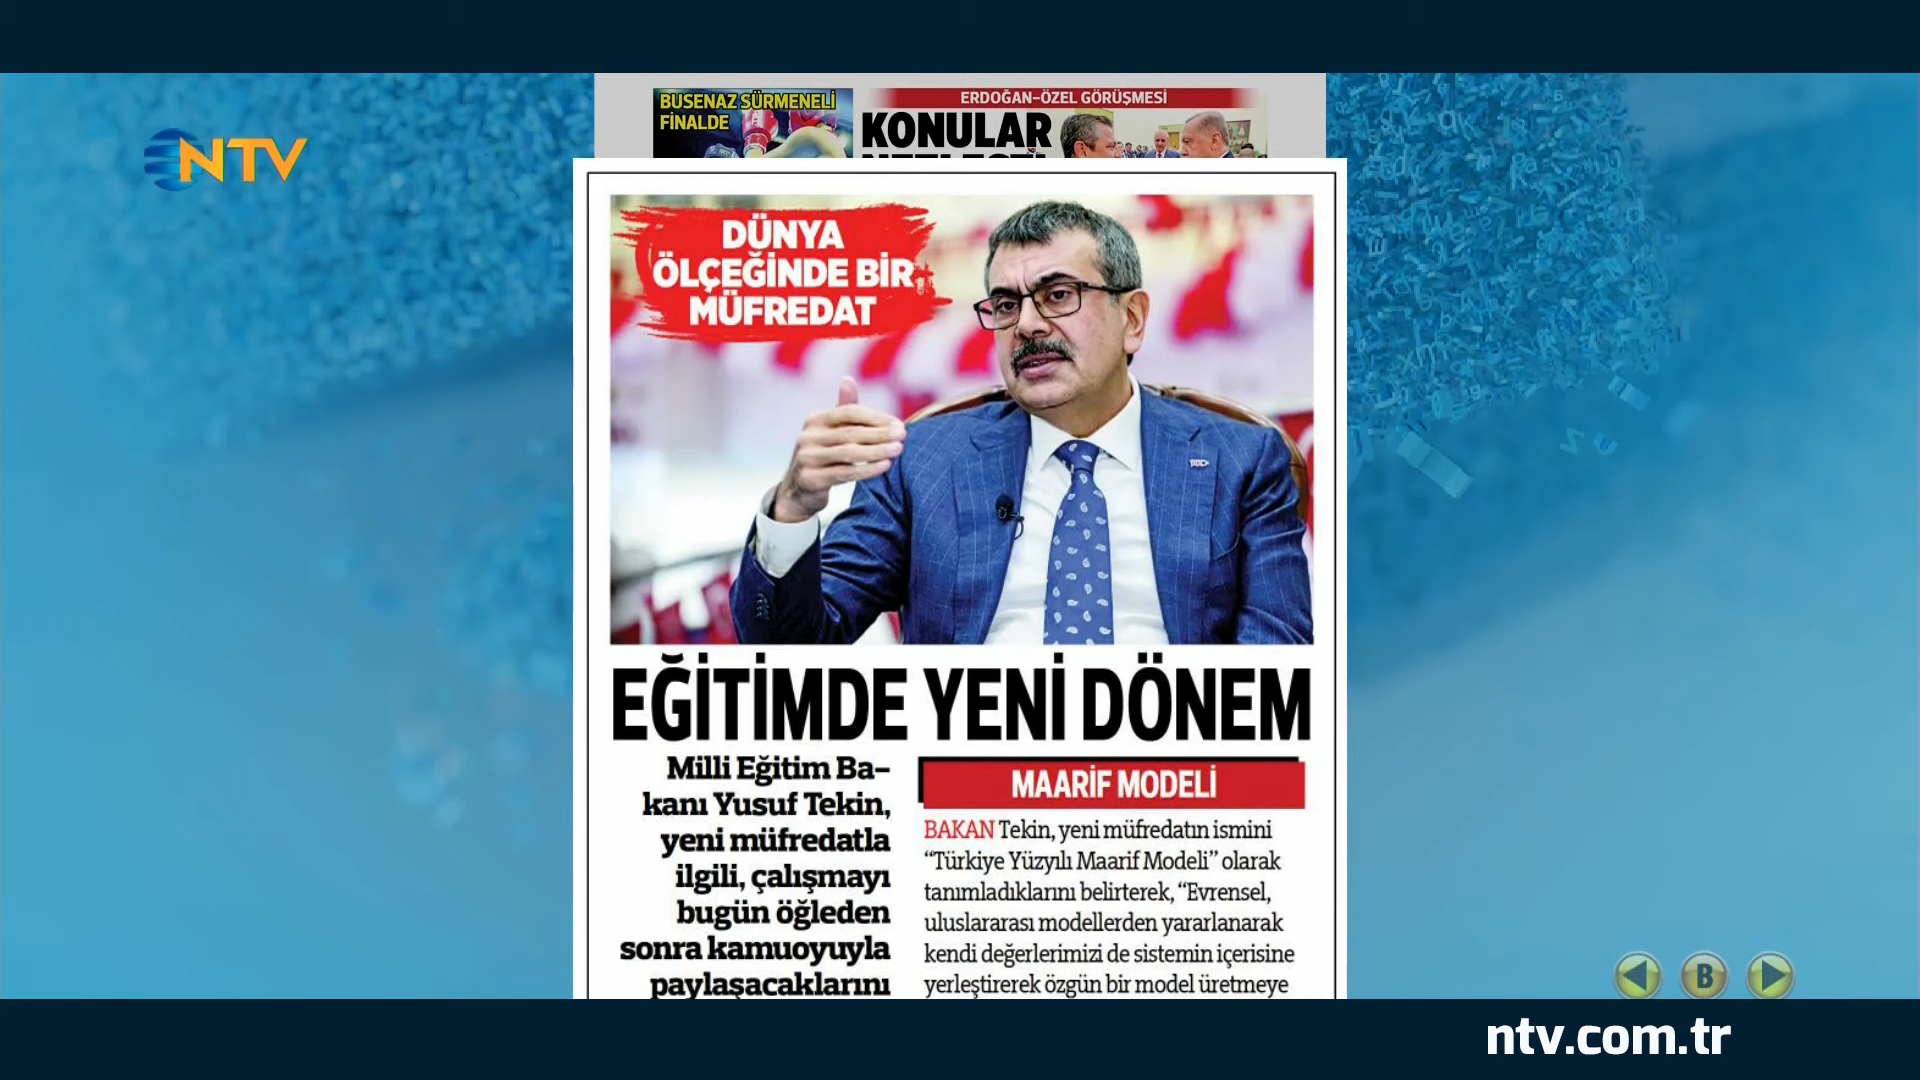 NTV
BUSENAZ SÜRMENELİ
FİNALDE
ERDOĞAN-ÖZEL GÖRÜŞMESİ
KONULAR
NETLEŞTİ
DÜNYA
ÖLÇEĞİNDE BİR
MÜFREDAT
EĞİTİMDE YENİ DÖNEM
Milli Eğitim Ba-
kanı Yusuf Tekin,
yeni müfredatla
ilgili, çalışmayı
bugün öğleden
sonra kamuoyuyla
paylaşacaklarını
MAARİF MODELİ
BAKAN Tekin, yeni müfredatın ismini
“Türkiye Yüzyılı Maarif Modeli” olarak
tanımladıklarını belirterek, “Evrensel,
uluslararası modellerden yararlanarak
kendi değerlerimizi de sistemin içerisine
yerleştirerek özgün bir model üretmeye
B
ntv.com.tr